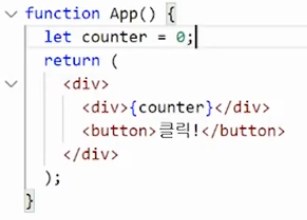 function App() {
  let counter = 0;
  return (
    <div>
      <div>{counter}</div>
      <button>클릭!</button>
    </div>
  );
}